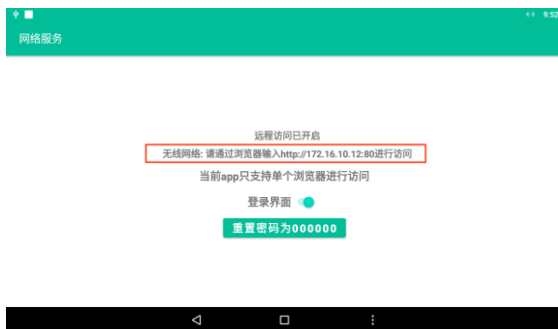 9:52
网络服务
远程访问已开启
无线网络: 请通过浏览器输入http://172.16.10.12:80进行访问
当前app只支持单个浏览器进行访问
登录界面
重置密码为000000